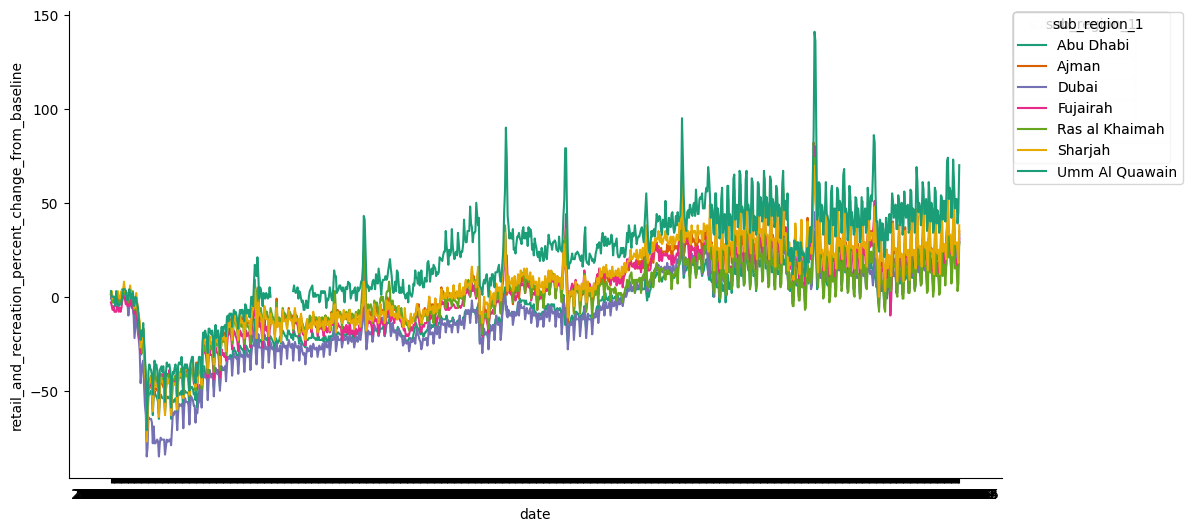 sub_region_1
Abu Dhabi
Ajman
Dubai
Fujairah
Ras al Khaimah
Sharjah
Umm Al Quawain
retail_and_recreation_percent_change_from_baseline
150
100
50
0
−50
date